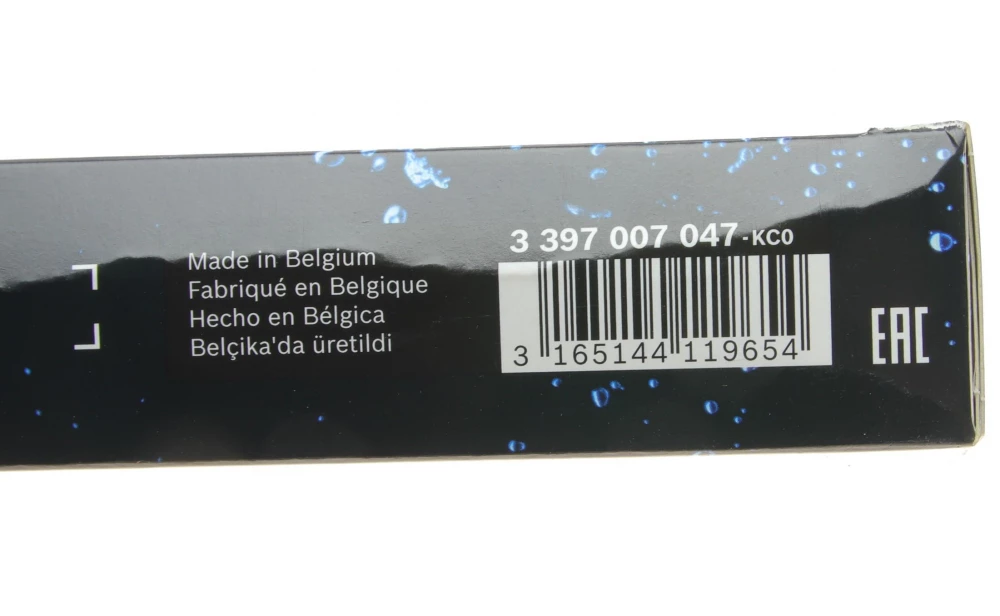 Made in Belgium
Fabriqué en Belgique
Hecho en Bélgica
Belçika'da üretildi
3 397 007 047-KC0
3 165144 119654
EAC